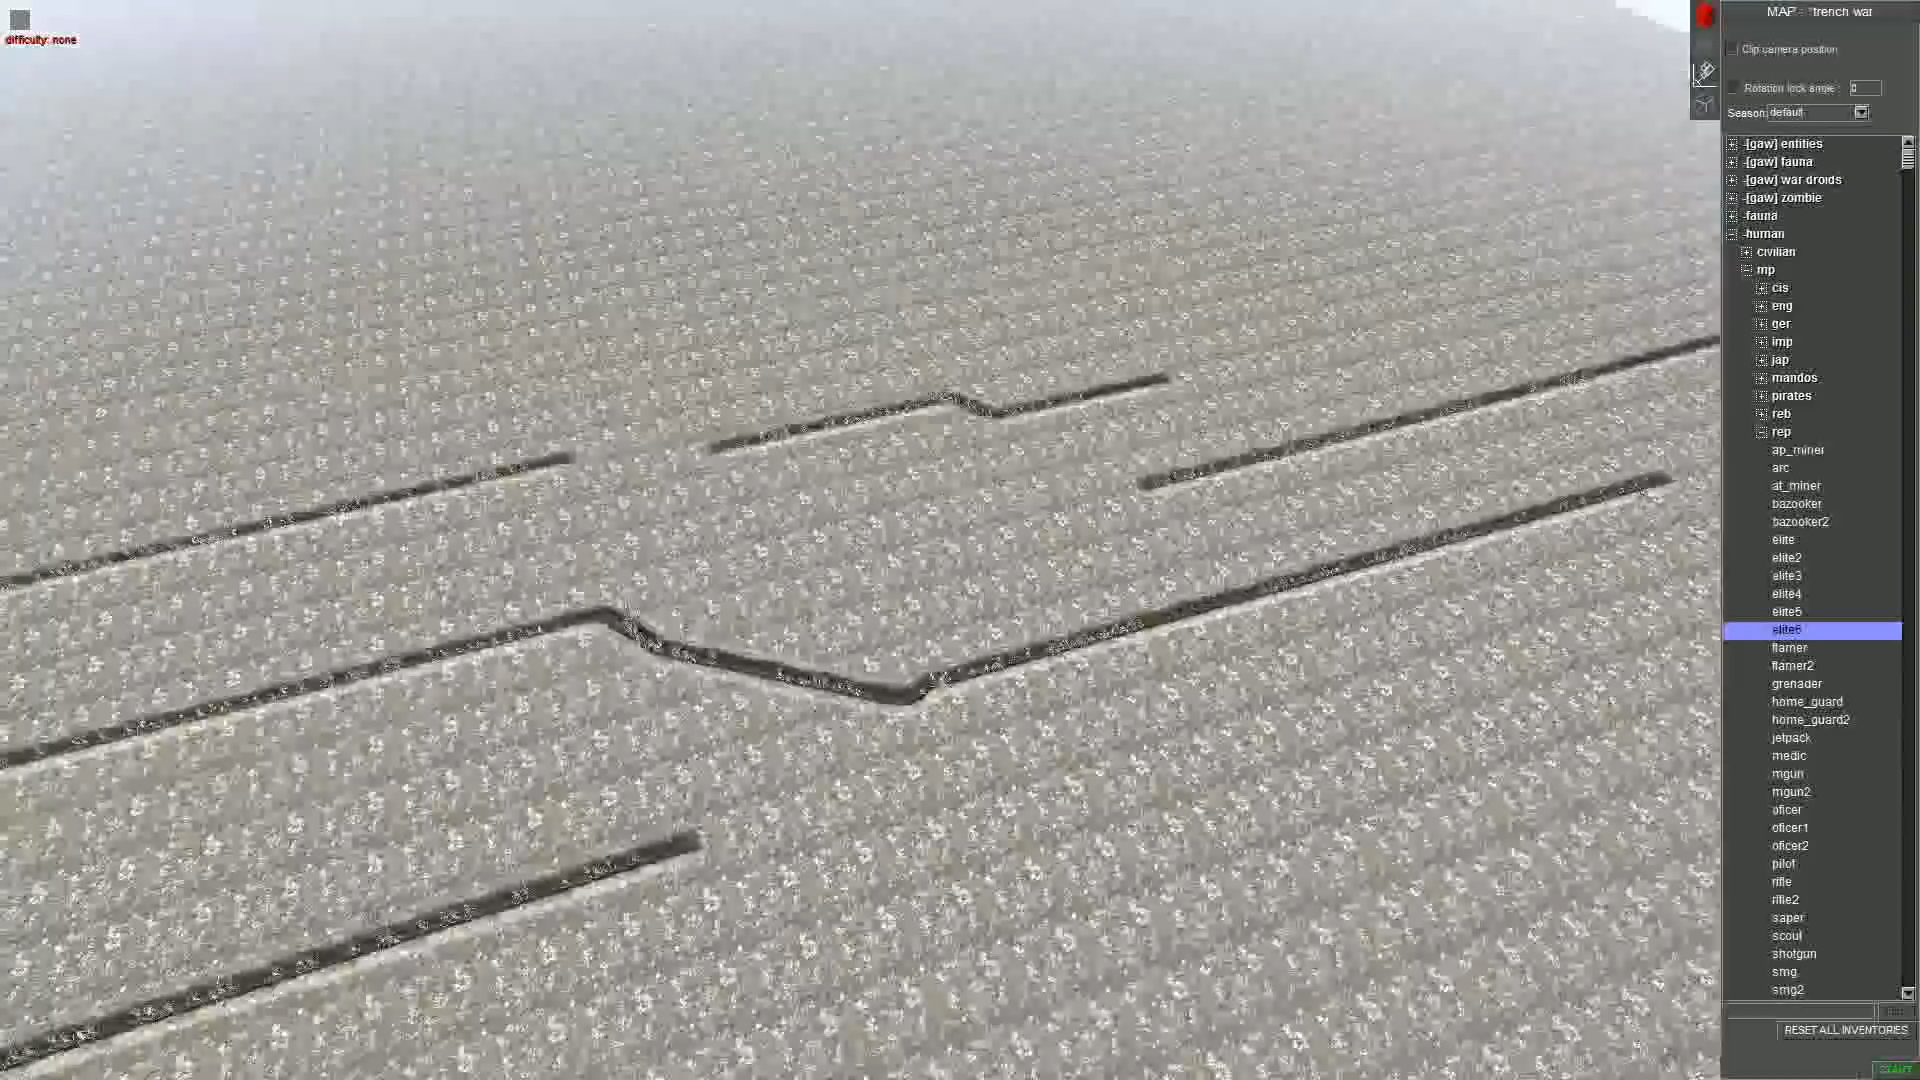 difficulty: none
MAP - "trench war
Clip camera position
Rotation lock angle : 0
Season: default
-[gaw] entities
-[gaw] fauna
-[gaw] war droids
-[gaw] zombie
-fauna
-human
civilian
mp
cis
eng
ger
imp
jap
mandos
pirates
reb
rep
ap_miner
arc
at_miner
bazooker
bazooker2
elite
elite2
elite3
elite4
elite5
elite6
flamer
flamer2
grenader
home_guard
home_guard2
jetpack
medic
mgun
mgun2
oficer
oficer1
oficer2
pilot
rifle
rifle2
saper
scout
shotgun
smg
smg2
RESET ALL INVENTORIES
START